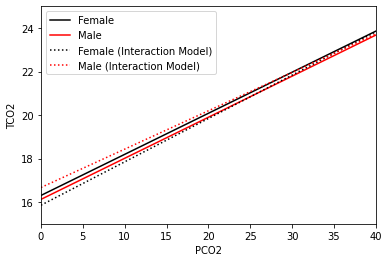 Female
Male
Female (Interaction Model)
Male (Interaction Model)
24
22
20
18
16
TCO2
0 5 10 15 20 25 30 35 40
PCO2